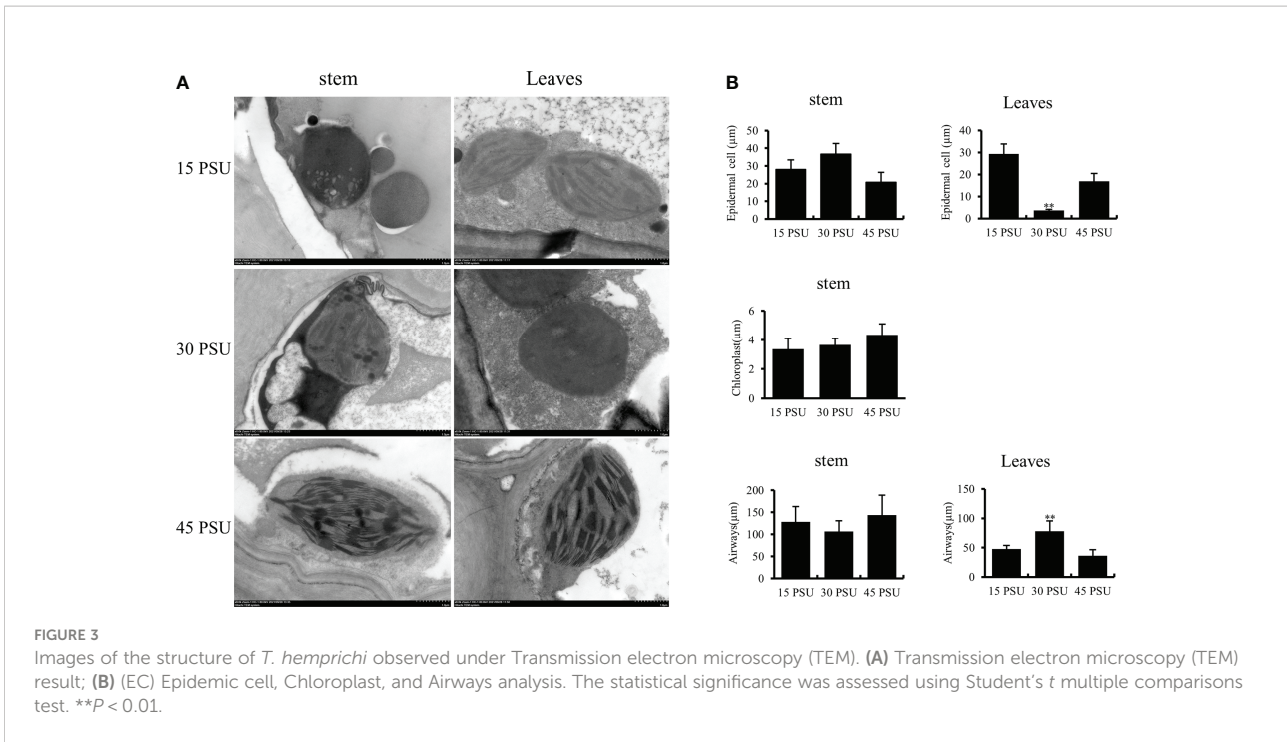 A
stem
Leaves
15 PSU
30 PSU
45 PSU
B
stem
Epidermal cell (µm)
50
40
30
20
10
0
15 PSU 30 PSU 45 PSU
Leaves
Epidermal cell (µm)
40
30
20
10
0
**
15 PSU 30 PSU 45 PSU
stem
Chloroplast(µm)
6
4
2
0
15 PSU 30 PSU 45 PSU
stem
Airways(µm)
200
150
100
50
0
15 PSU 30 PSU 45 PSU
Leaves
Airways(µm)
150
100
50
0
**
15 PSU 30 PSU 45 PSU
FIGURE 3
Images of the structure of T. hemprichi observed under Transmission electron microscopy (TEM). (A) Transmission electron microscopy (TEM)
result; (B) (EC) Epidemic cell, Chloroplast, and Airways analysis. The statistical significance was assessed using Student's t multiple comparisons
test. **P < 0.01.